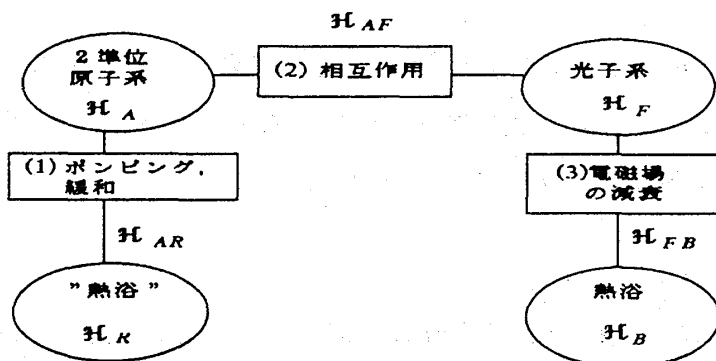 ℋ_AF
2準位
原子系
ℋ_A
(2)相互作用
光子系
ℋ_F
(1)ポンピング,
緩和
(3)電磁場
の減衰
ℋ_AR
ℋ_FB
”熱浴”
ℋ_R
熱浴
ℋ_B